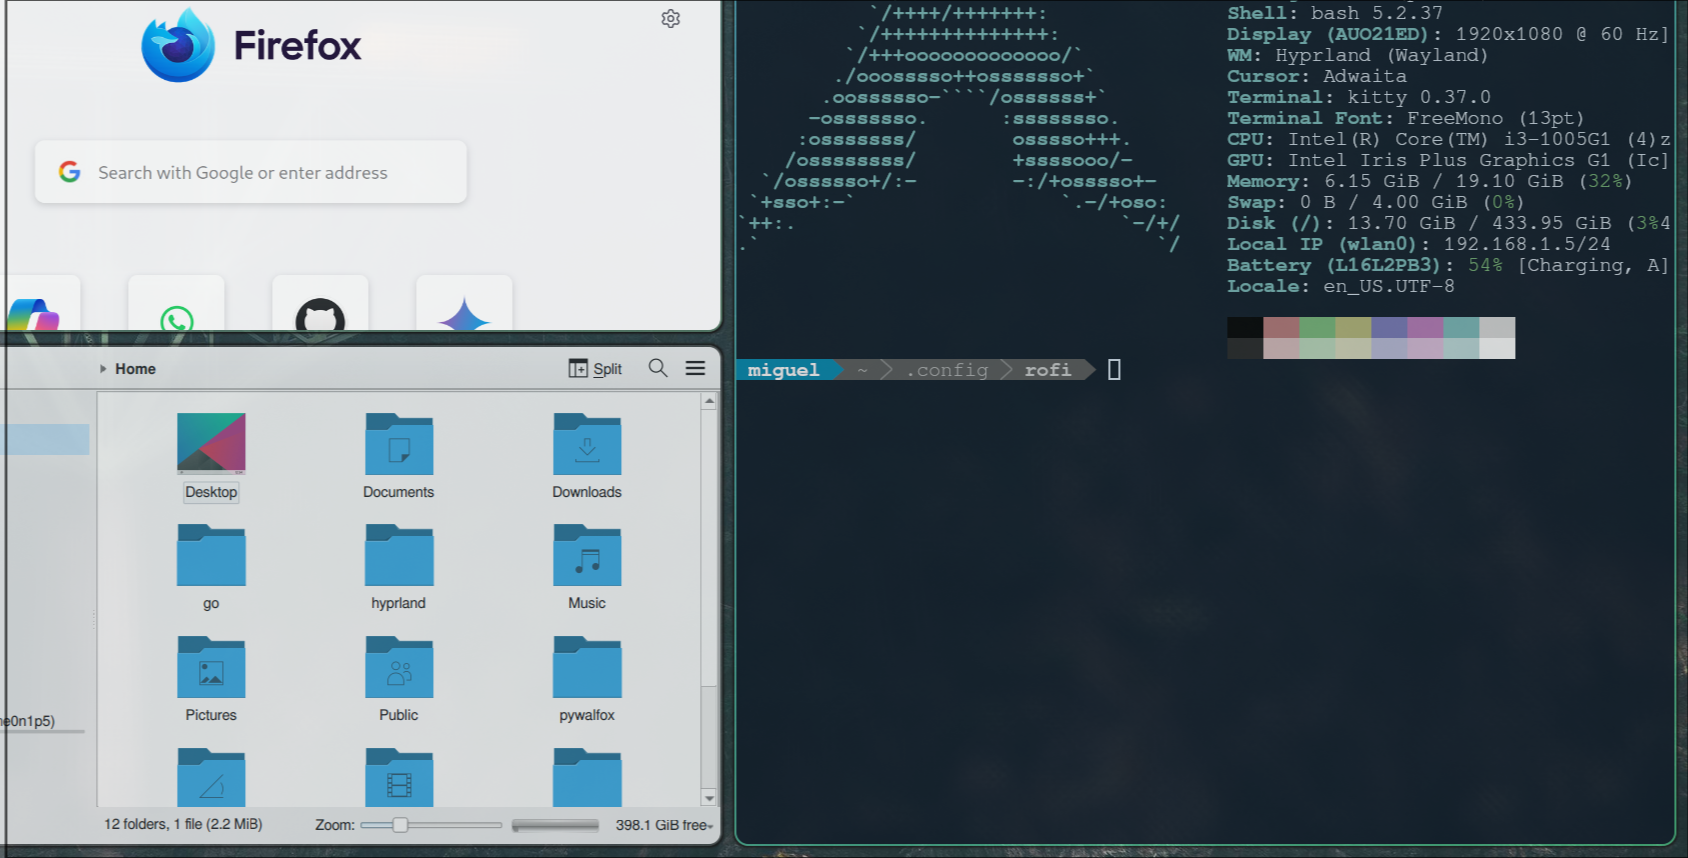 Firefox
Search with Google or enter address
Home
Split
Desktop
Documents
Downloads
go
hyprland
Music
Pictures
Public
pywalfox
e0n1p5)
12 folders, 1 file (2.2 MiB)
Zoom:
398.1 GiB free
`/++++/+++++++:
`/++++++++++++++:
`/+++ooooooooooooo/`
./ooosssso++osssssso+`
.oossssso-````/ossssss+`
-osssssso.      :ssssssso.
:osssssss/        osssso+++.
/ossssssss/        +ssssooo/-
`/ossssso+/:-        -:/+osssso+-
`+sso+:-`                 `.-/+oso:
`++:.                           `-/+/
.`                                 `/
Shell: bash 5.2.37
Display (AUO21ED): 1920x1080 @ 60 Hz]
WM: Hyprland (Wayland)
Cursor: Adwaita
Terminal: kitty 0.37.0
Terminal Font: FreeMono (13pt)
CPU: Intel(R) Core(TM) i3-1005G1 (4)z
GPU: Intel Iris Plus Graphics G1 (Ic]
Memory: 6.15 GiB / 19.10 GiB (32%)
Swap: 0 B / 4.00 GiB (0%)
Disk (/): 13.70 GiB / 433.95 GiB (3%4
Local IP (wlan0): 192.168.1.5/24
Battery (L16L2PB3): 54% [Charging, A]
Locale: en_US.UTF-8
miguel ~ .config rofi